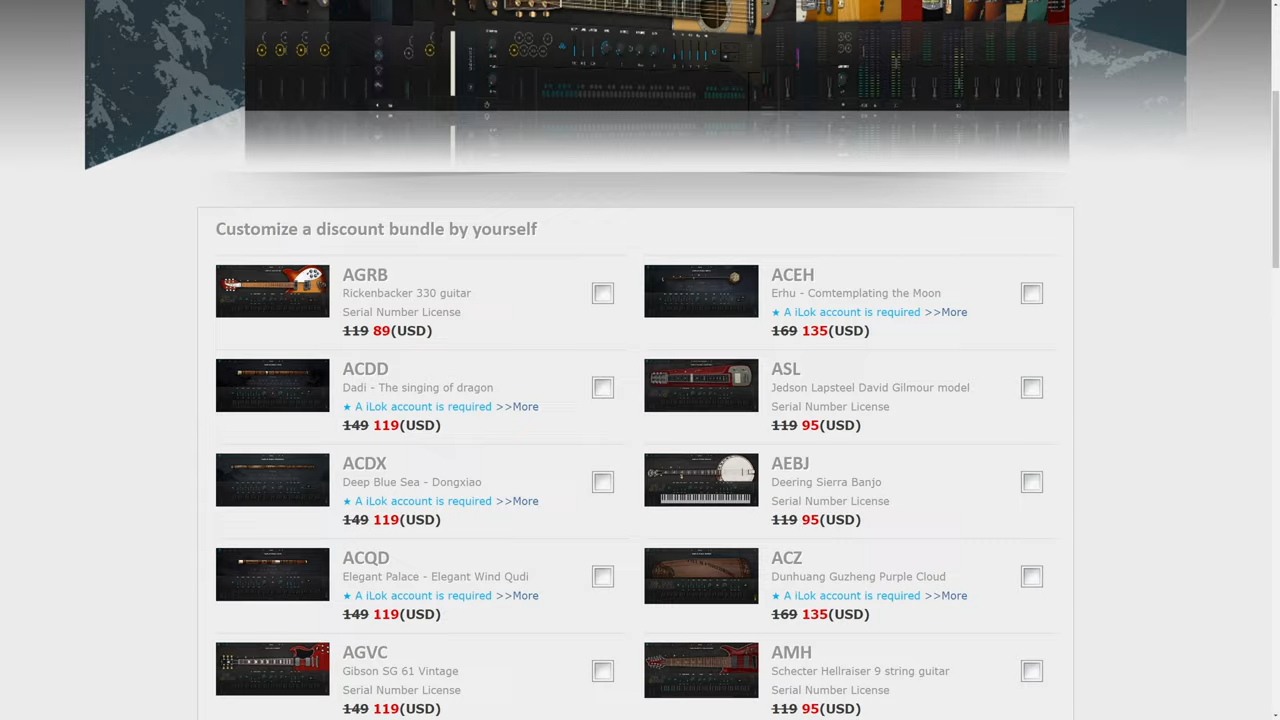 Customize a discount bundle by yourself
AGRB
Rickenbacker 330 guitar
Serial Number License
119 89(USD)
ACEH
Erhu - Comtemplating the Moon
★ A iLok account is required >>More
169 135(USD)
ACDD
Dadi - The singing of dragon
★ A iLok account is required >>More
149 119(USD)
ASL
Jedson Lapsteel David Gilmour model
Serial Number License
119 95(USD)
ACDX
Deep Blue Sea - Dongxiao
★ A iLok account is required >>More
149 119(USD)
AEBJ
Deering Sierra Banjo
Serial Number License
119 95(USD)
ACQD
Elegant Palace - Elegant Wind Qudi
★ A iLok account is required >>More
149 119(USD)
ACZ
Dunhuang Guzheng Purple Cloud
★ A iLok account is required >>More
169 135(USD)
AGVC
Gibson SG 61 Vintage
Serial Number License
149 119(USD)
AMH
Schecter Hellraiser 9 string guitar
Serial Number License
119 95(USD)